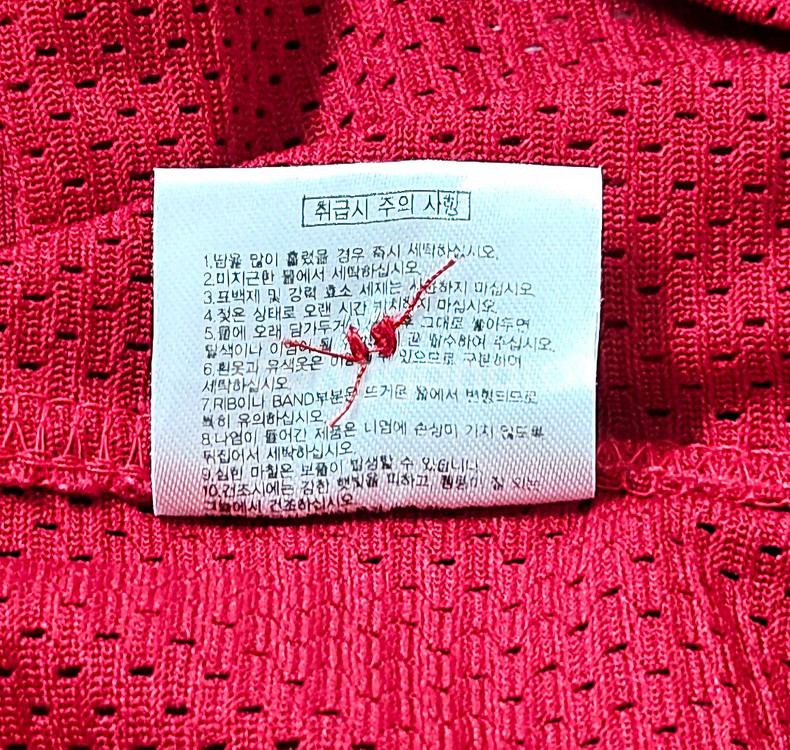 취급시 주의 사항
1.땀을 많이 흘렸을 경우 즉시 세탁하십시오.
2.미지근한 물에서 세탁하십시오.
3.표백제 및 강력 효소 세제는 하지 마십시오
4.젖은 상태로 오랜 시간 마십시오.
5.물에 오래 담가두거나 후 그대로 놓아두면
탈색이나 이염이 될 회수하여 주십시오.
6.흰옷과 유색옷은 이염될 수 있으므로 구분하여
세탁하십시오
7.RIB이나 BAND부분은 뜨거운 물에서 변형되므로
특히 유의하십시오.
8.나염이 들어간 제품은 나염에 손상이 가지 않도록
뒤집어서 세탁하십시오.
9.심한 마찰은 보풀이 발생할 수 있습니다
10.건조시에는 강한 햇빛을 피하고, 통풍이 잘 되는
그늘에서 건조하십시오